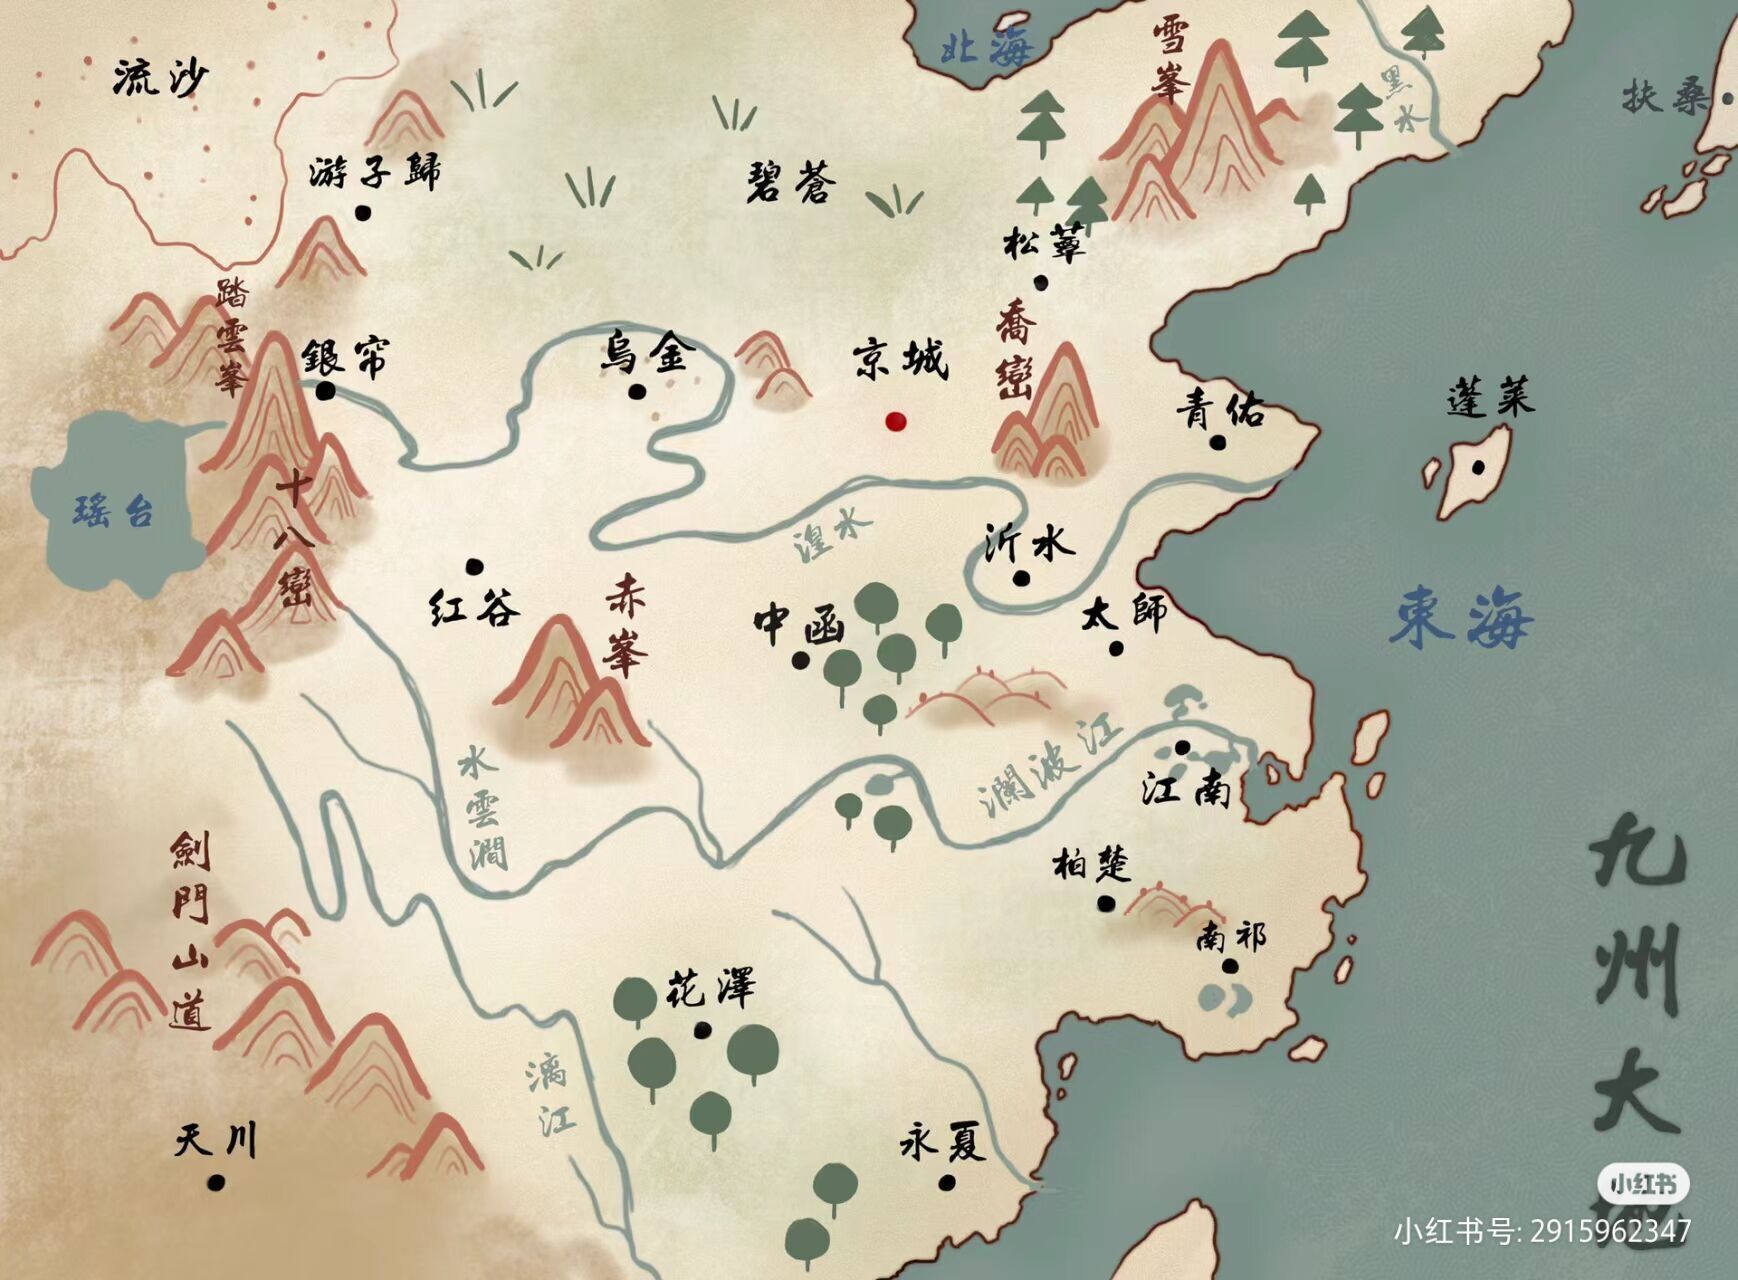 流沙
北海
雪峯
黑水
扶桑
游子歸
碧蒼
松蕈
踏雲峯
銀帘
烏金
京城
喬巒
青佑
蓬莱
瑶台
十八巒
湟水
沂水
红谷
赤峯
中函
太師
東海
水雲澗
瀾波江
江南
柏楚
南祁
劍門山道
花澤
漓江
天川
永夏
九州大地
小红书
小红书号: 2915962347